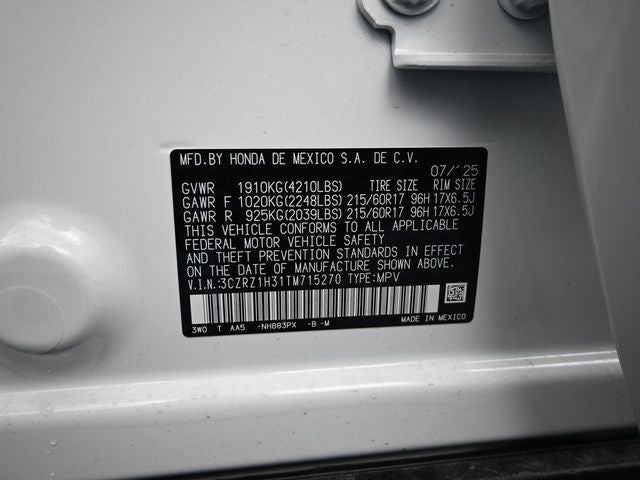 MFD.BY HONDA DE MEXICO S.A. DE C.V.
07/´25
GVWR 1910KG(4210LBS) TIRE SIZE RIM SIZE
GAWR F 1020KG(2248LBS) 215/60R17 96H 17X6.5J
GAWR R 925KG(2039LBS) 215/60R17 96H 17X6.5J
THIS VEHICLE CONFORMS TO ALL APPLICABLE
FEDERAL MOTOR VEHICLE SAFETY
AND THEFT PREVENTION STANDARDS IN EFFECT
ON THE DATE OF MANUFACTURE SHOWN ABOVE.
V.I.N.:3CZRZ1H31TM715270 TYPE:MPV
3W0 T AA5 -NH883PX -B -M MADE IN MEXICO